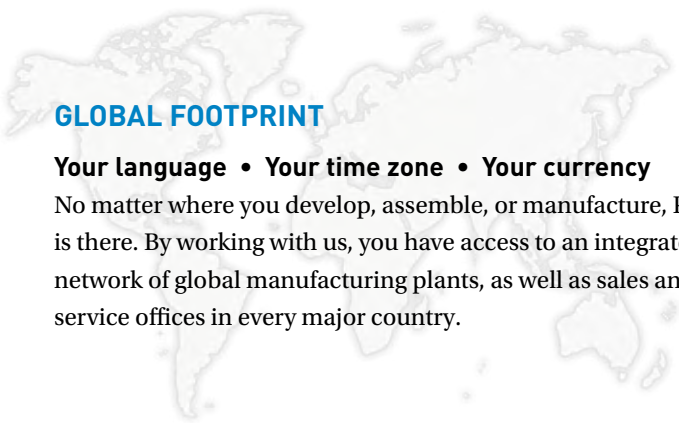 GLOBAL FOOTPRINT
Your language • Your time zone • Your currency
No matter where you develop, assemble, or manufacture,
is there. By working with us, you have access to an
network of global manufacturing plants, as well as sales
service offices in every major country.